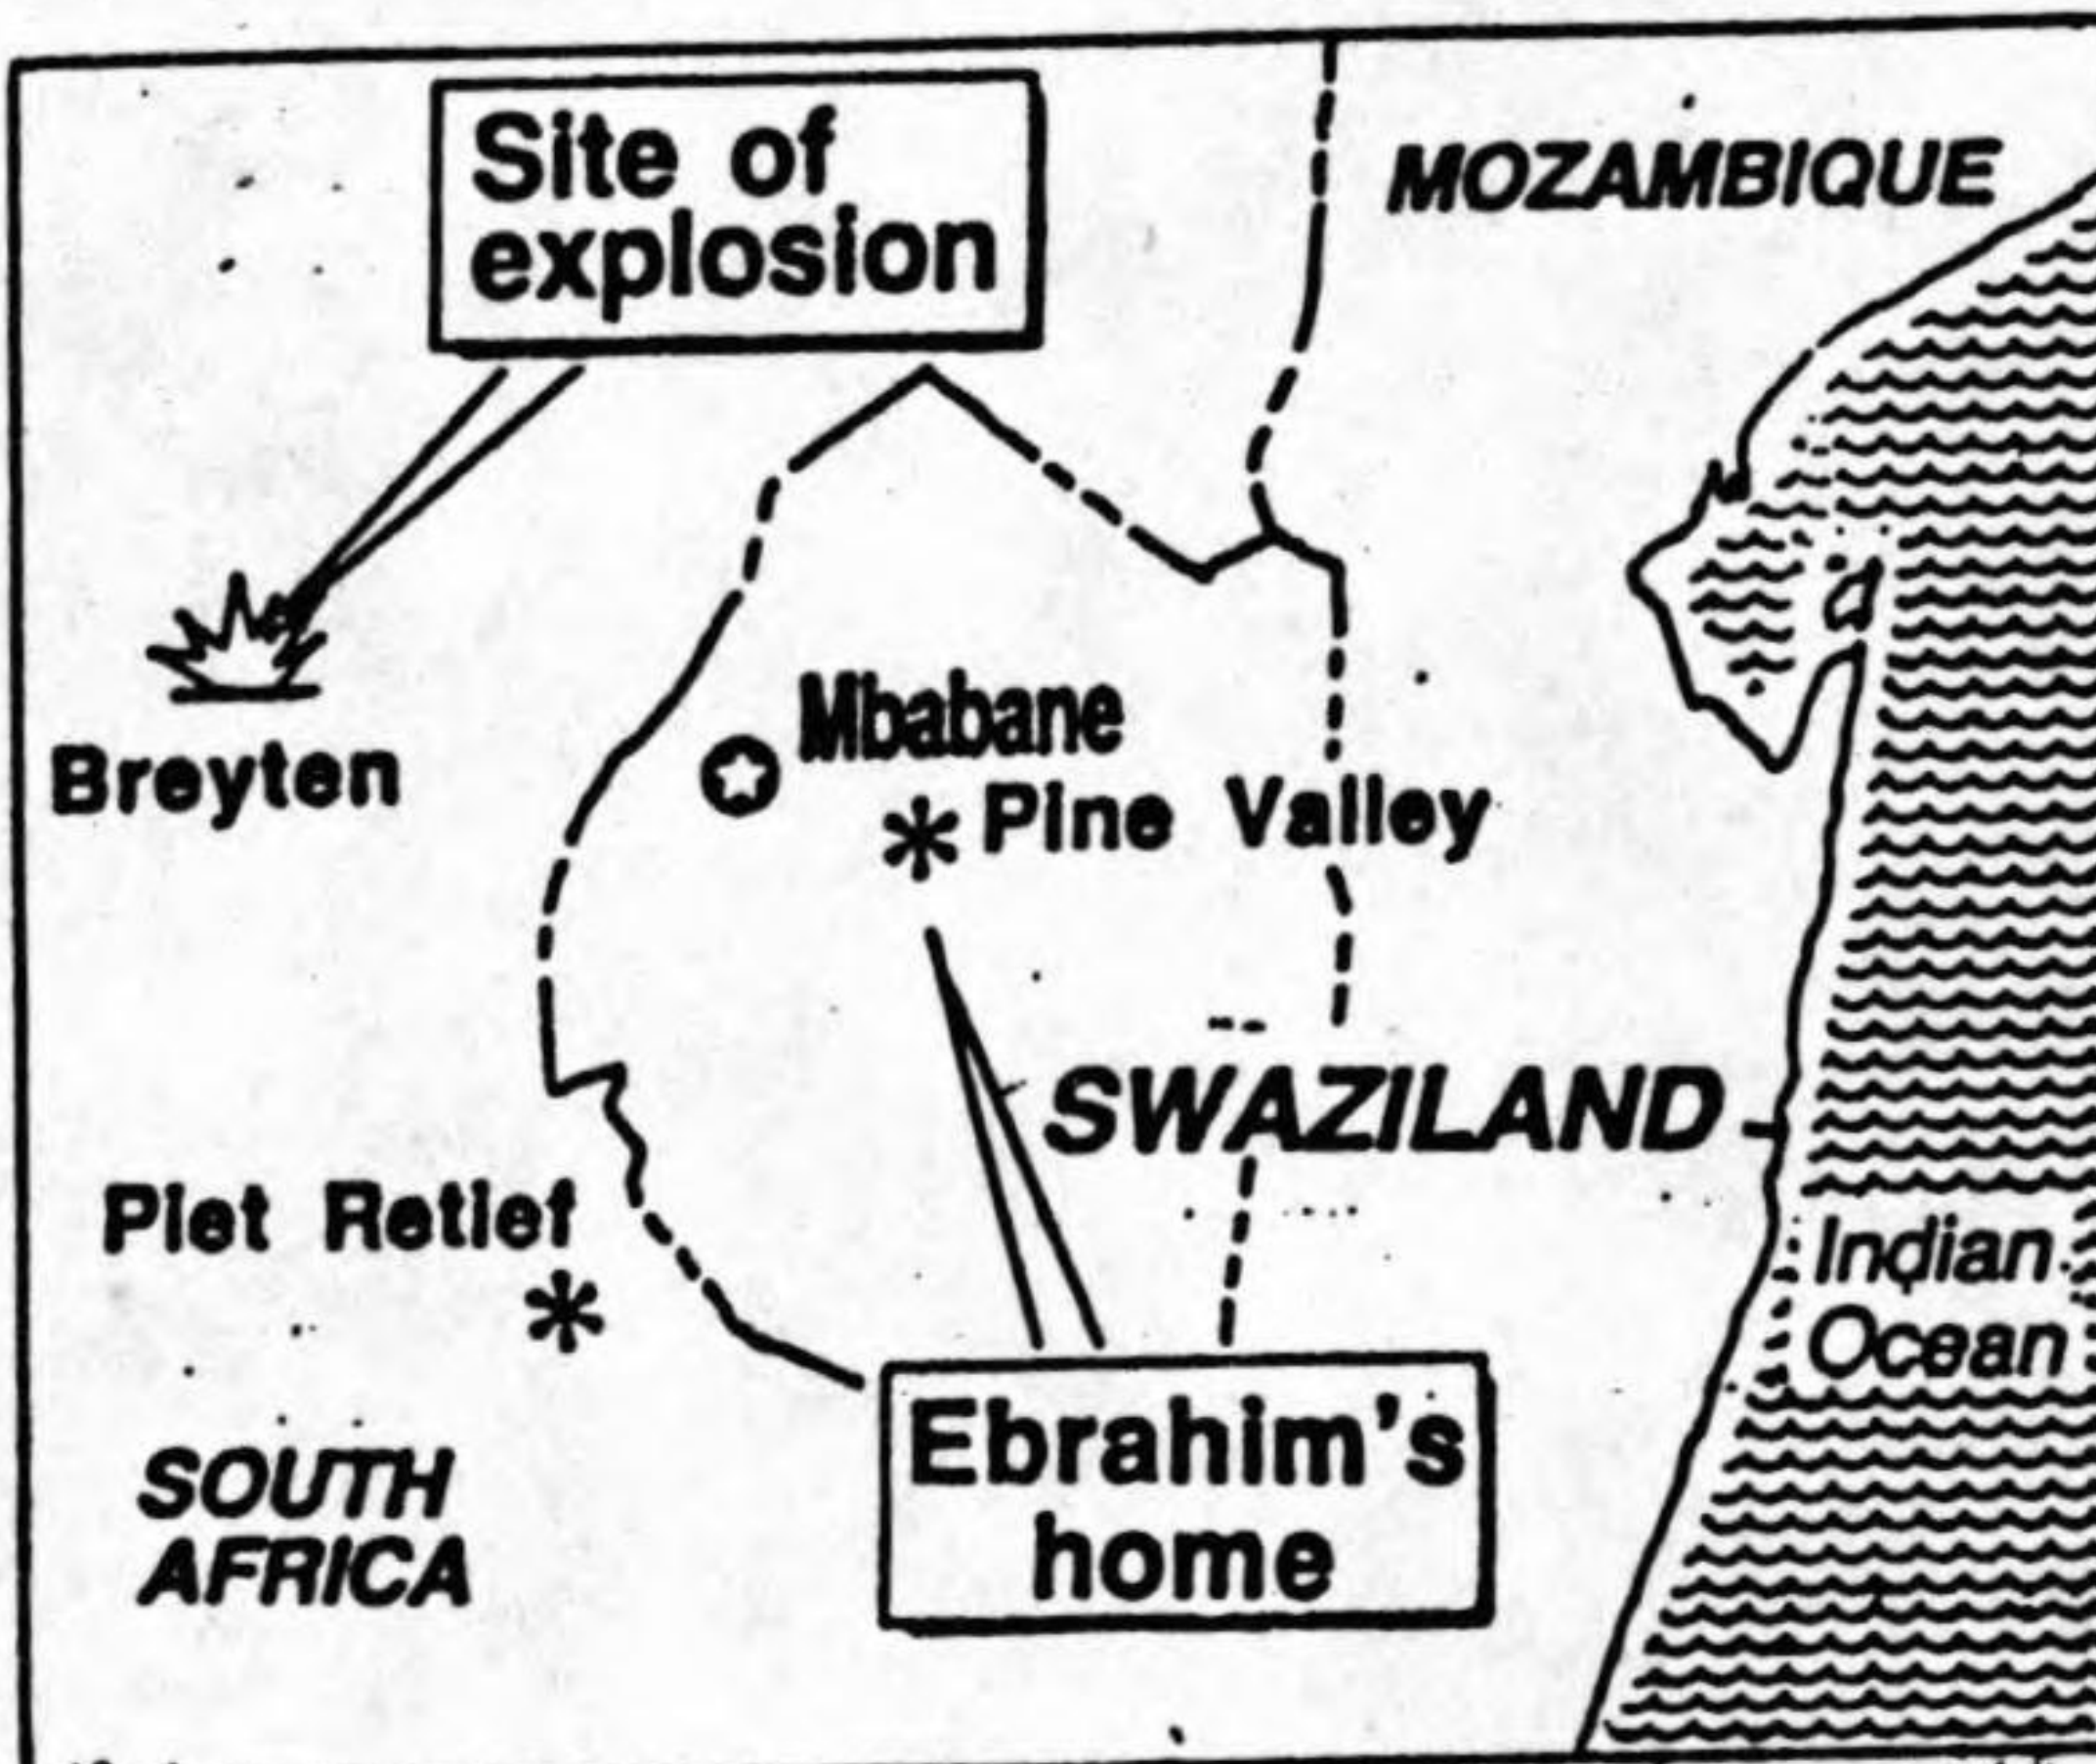 Site of
explosion
MOZAMBIQUE
Mbabane
Breyten
Pine Valley
SWAZILAND
Piet Retief
Indian
Ocean
Ebrahim's
home
SOUTH
AFRICA